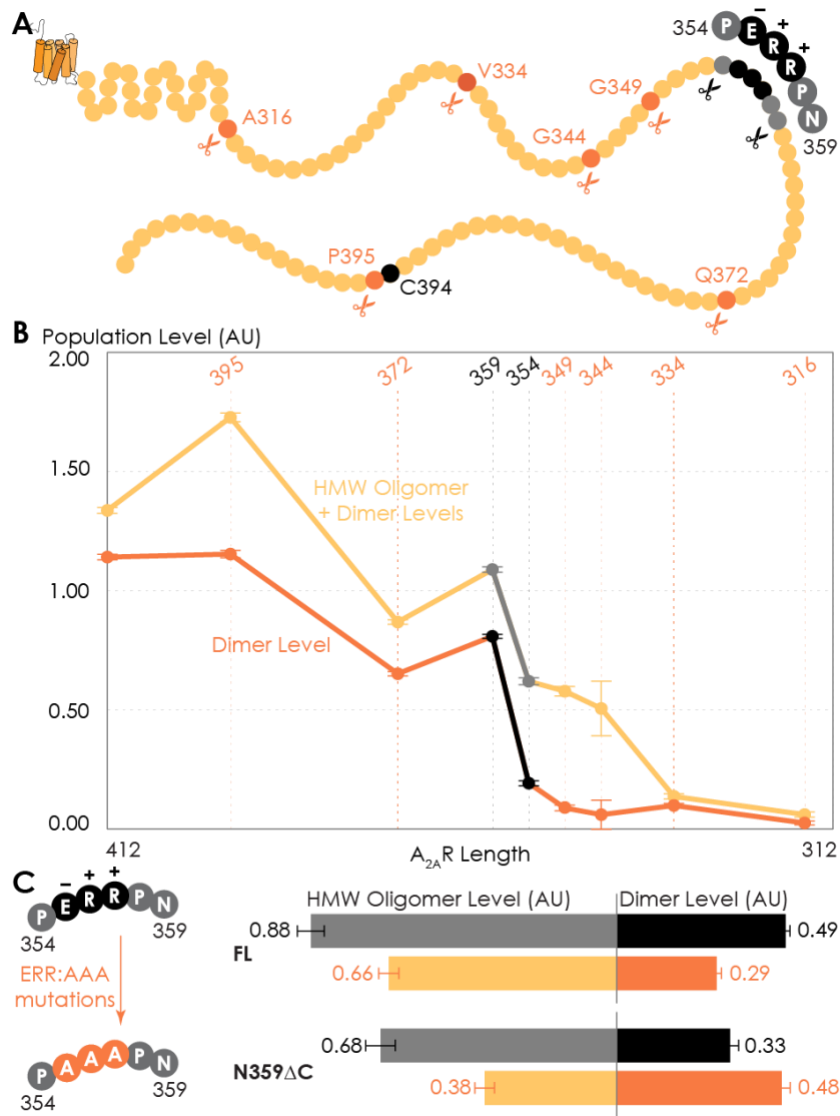 A
354
P E R R P N
− + +
359
A316
V334
G344
G349
P395
C394
Q372
B
Population Level (AU)
2.00
1.50
1.00
0.50
0.00
395
372
359
354
349
344
334
316
HMW Oligomer
+ Dimer Levels
Dimer Level
412
A2AR Length
312
C
− + +
P E R R P N
354
359
ERR:AAA
mutations
P A A A P N
354
359
HMW Oligomer Level (AU)
Dimer Level (AU)
0.88
0.49
FL
0.66
0.29
0.68
0.33
N359ΔC
0.38
0.48